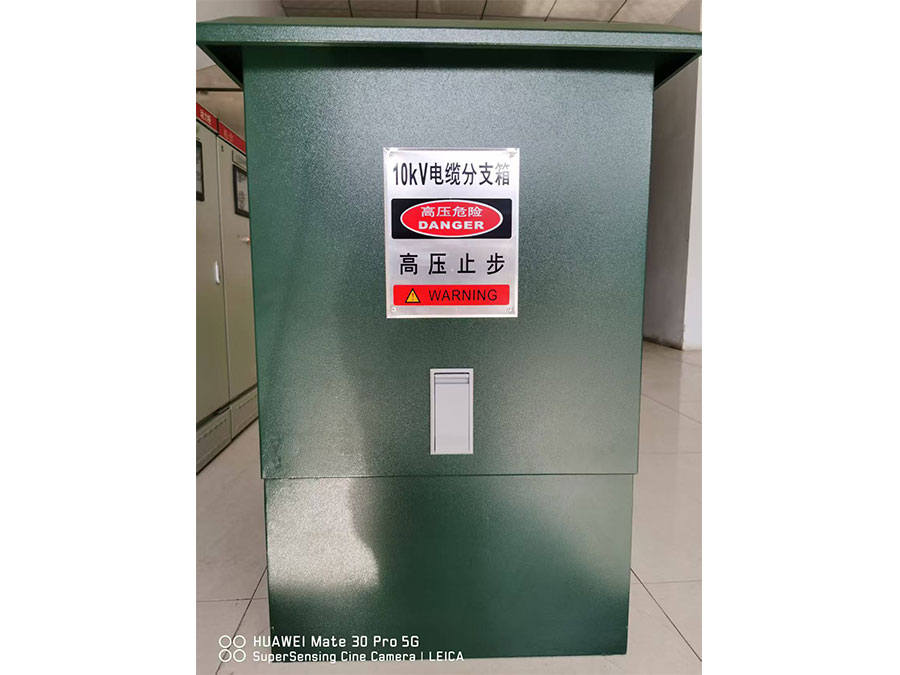 10kV电缆分支箱
高压危险
DANGER
高压止步
WARNING
HUAWEI Mate 30 Pro 5G
SuperSensing Cine Camera | LEICA